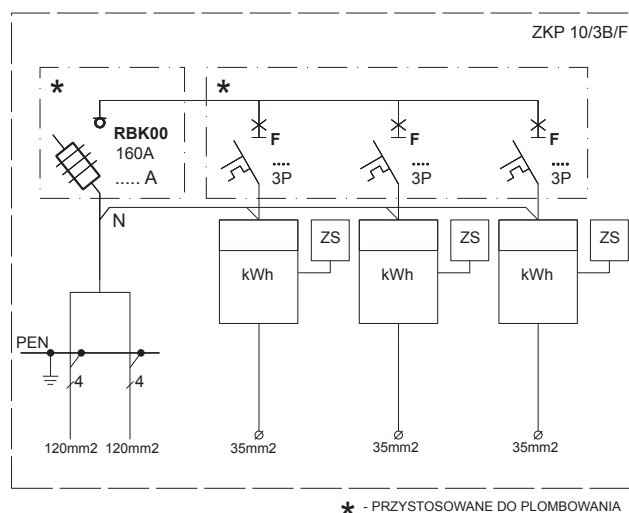 ZKP 10/3B/F
*
*
RBK00
160A
..... A
F
....
3P
F
....
3P
F
....
3P
N
kWh
ZS
kWh
ZS
kWh
ZS
PEN
4
4
120mm2 120mm2
35mm2
35mm2
35mm2
* - PRZYSTOSOWANE DO PLOMBOWANIA